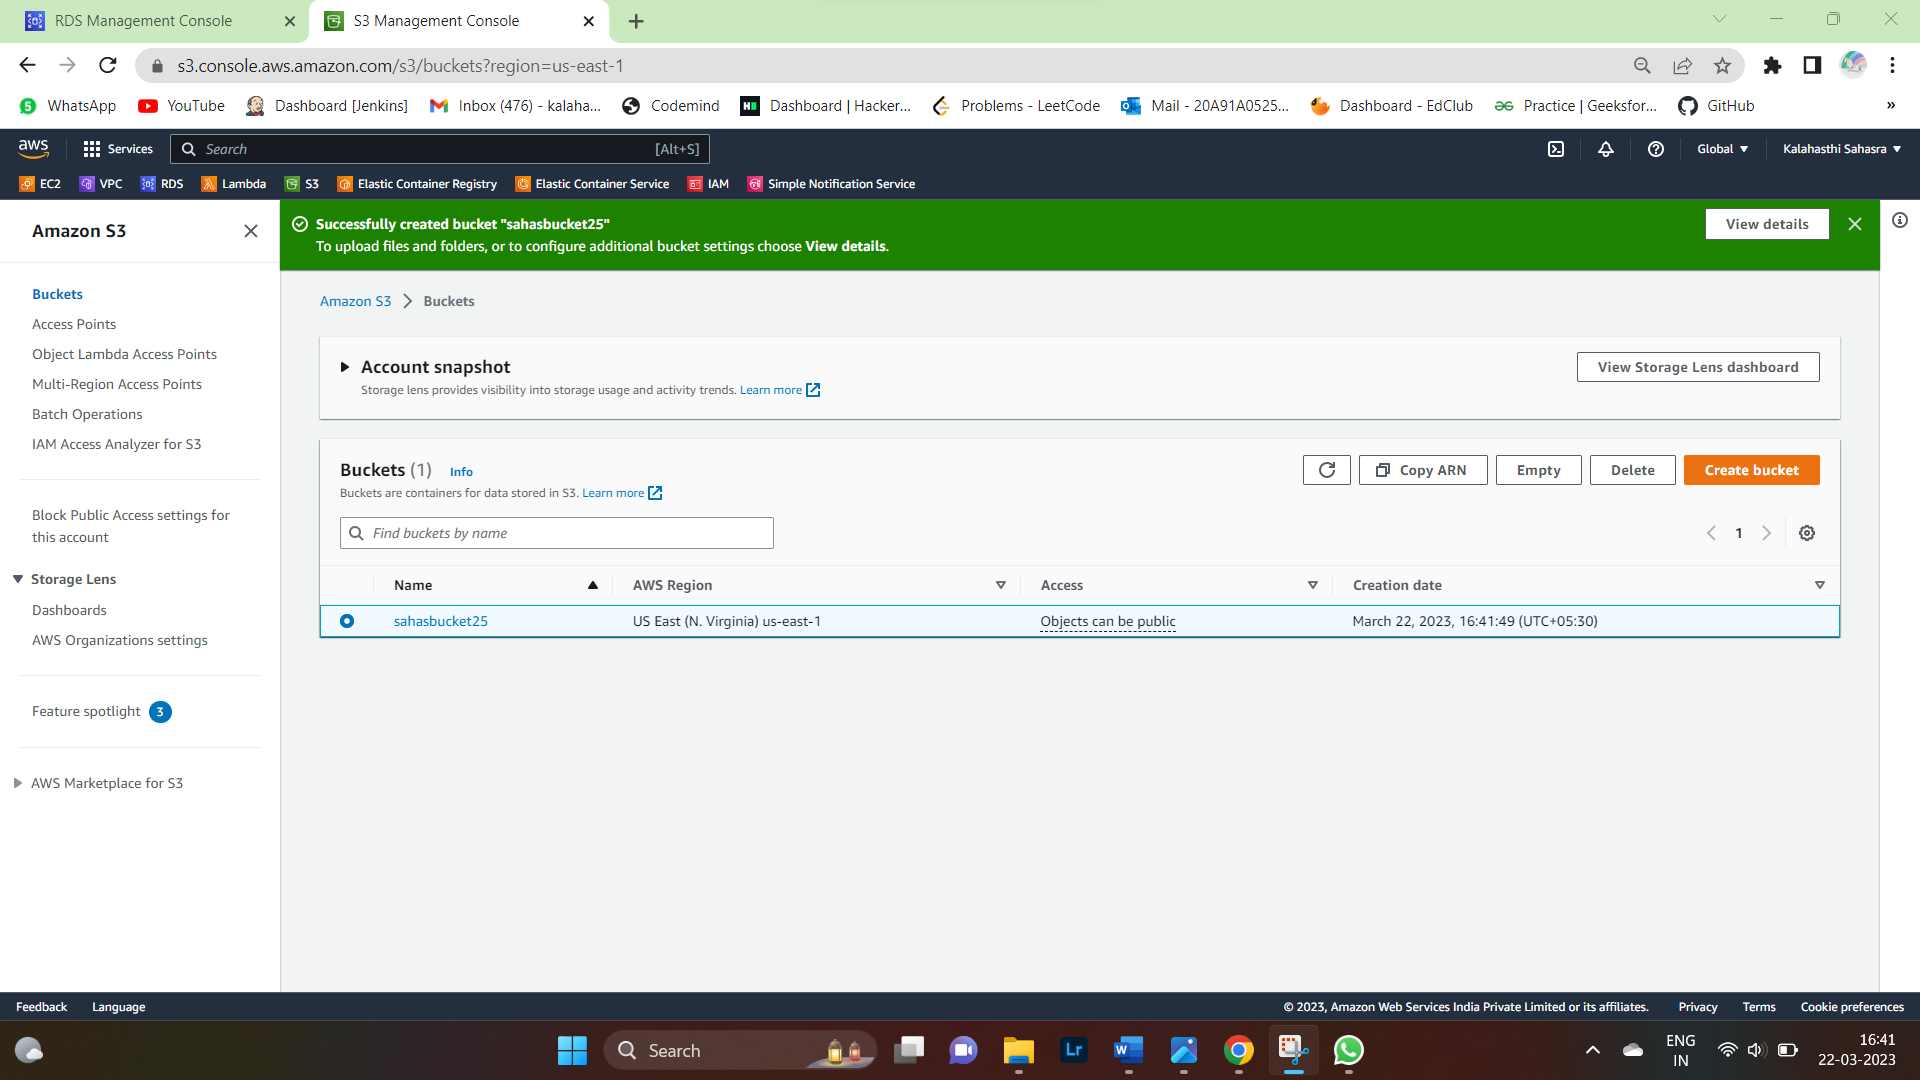 RDS Management Console
S3 Management Console
s3.console.aws.amazon.com/s3/buckets?region=us-east-1
WhatsApp YouTube Dashboard [Jenkins] Inbox (476) - kalaha... Codemind Dashboard | Hacker... Problems - LeetCode Mail - 20A91A0525... Dashboard - EdClub Practice | Geeksfor... GitHub »
aws Services Search [Alt+S] Global Kalahasthi Sahasra
EC2 VPC RDS Lambda S3 Elastic Container Registry Elastic Container Service IAM Simple Notification Service
Amazon S3
Buckets
Access Points
Object Lambda Access Points
Multi-Region Access Points
Batch Operations
IAM Access Analyzer for S3
Block Public Access settings for
this account
Storage Lens
Dashboards
AWS Organizations settings
Feature spotlight 3
AWS Marketplace for S3
Successfully created bucket "sahasbucket25"
To upload files and folders, or to configure additional bucket settings choose View details.
View details
Amazon S3 Buckets
Account snapshot
Storage lens provides visibility into storage usage and activity trends. Learn more
View Storage Lens dashboard
Buckets (1) Info
Buckets are containers for data stored in S3. Learn more
Copy ARN Empty Delete Create bucket
Find buckets by name
1
Name AWS Region Access Creation date
sahasbucket25 US East (N. Virginia) us-east-1 Objects can be public March 22, 2023, 16:41:49 (UTC+05:30)
Feedback Language © 2023, Amazon Web Services India Private Limited or its affiliates. Privacy Terms Cookie preferences
Search
Lr
W
ENG
IN
16:41
22-03-2023